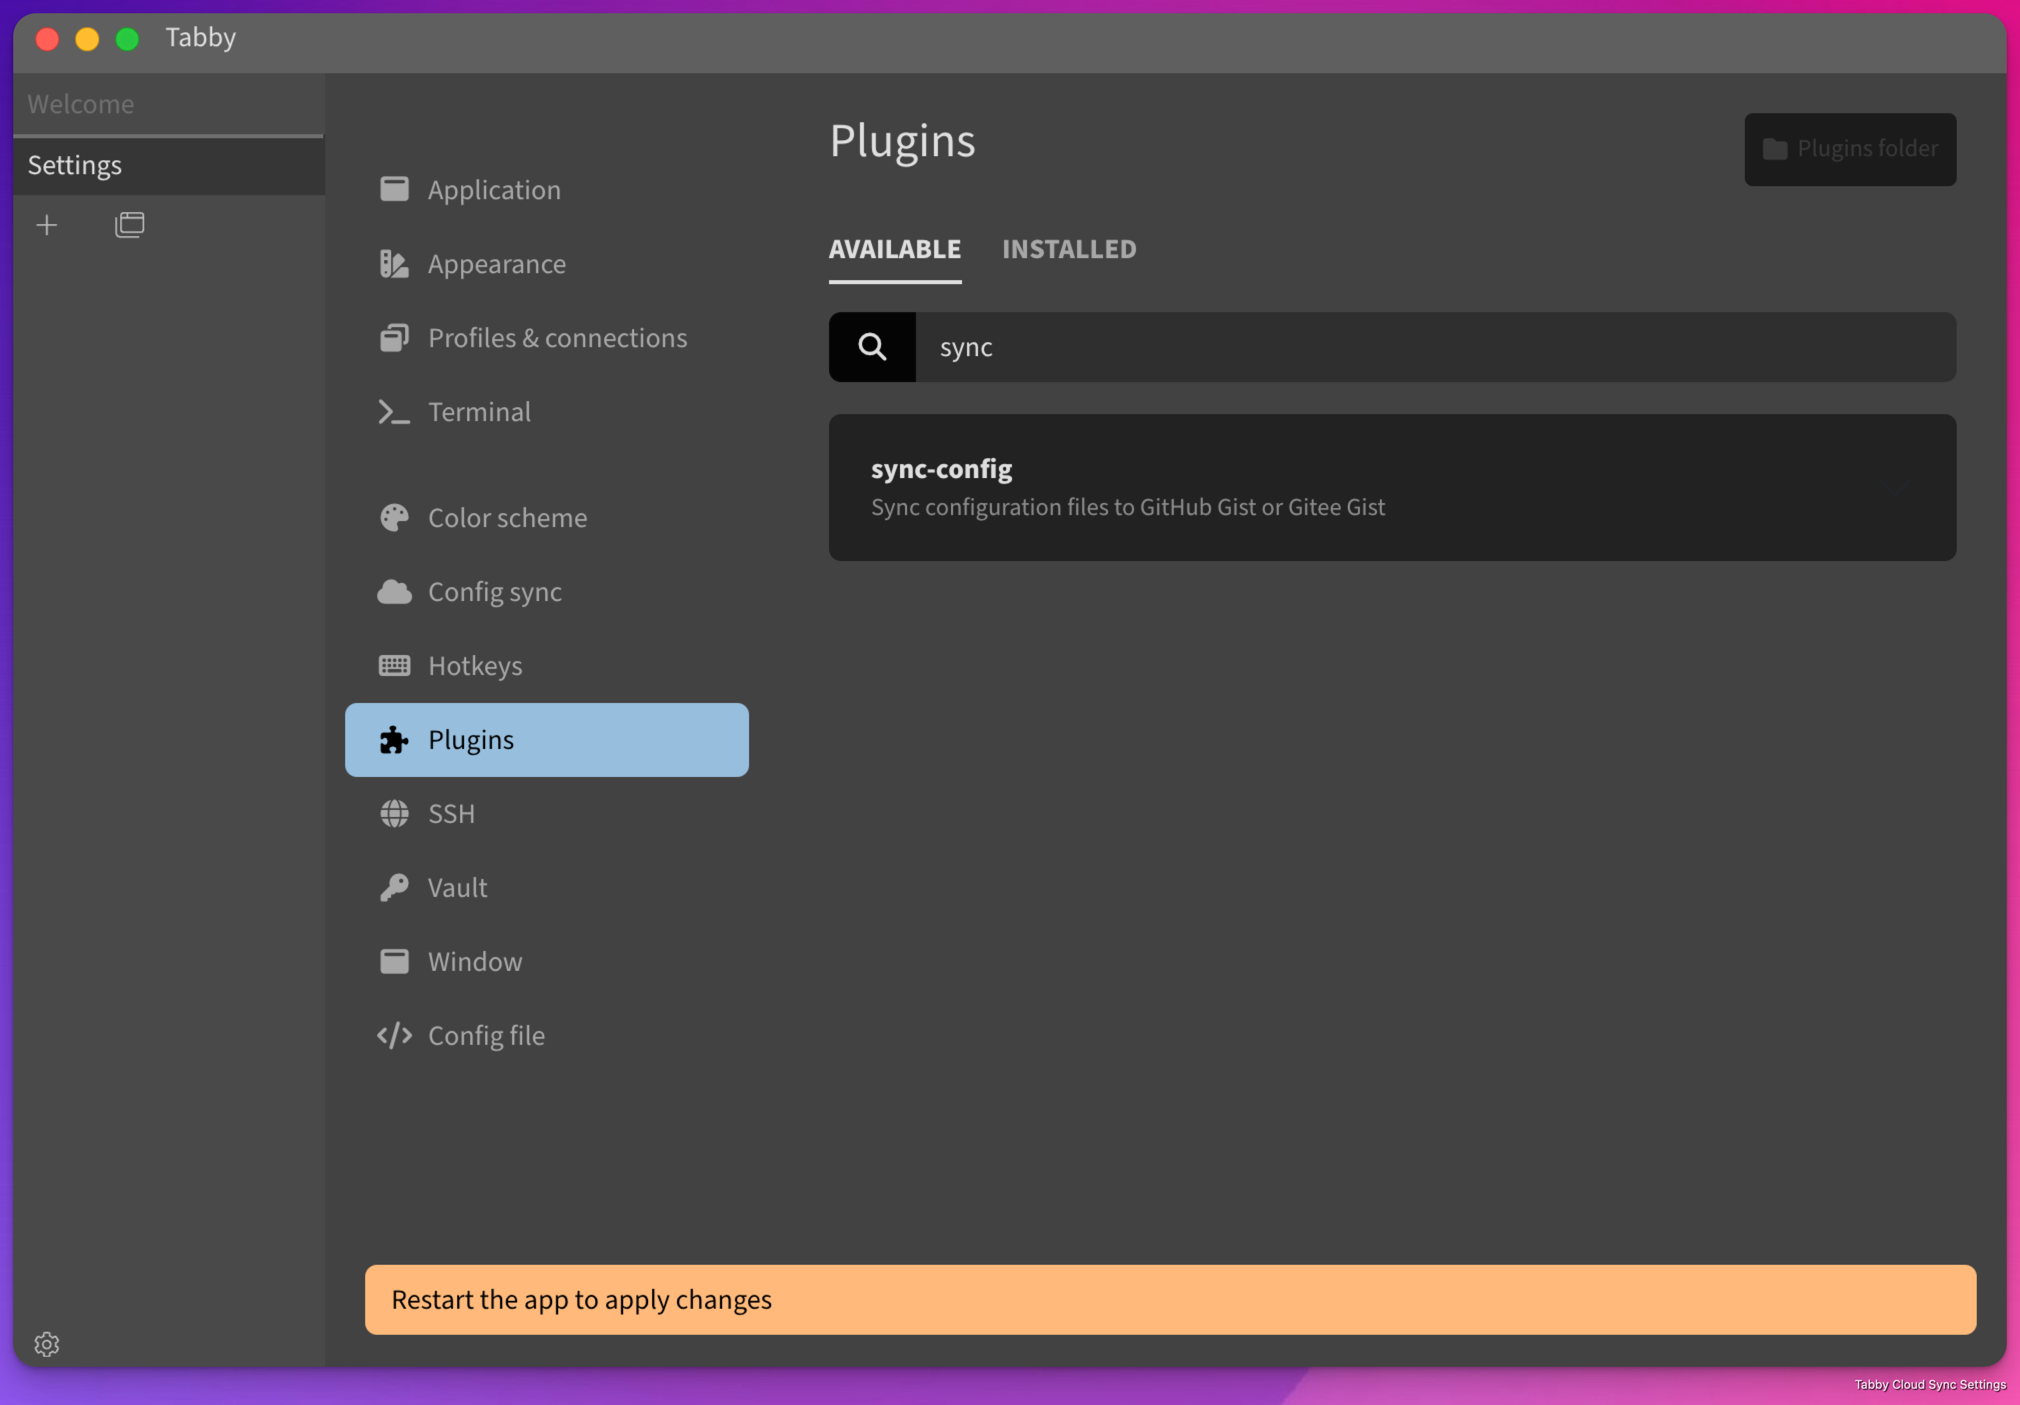 Tabby
Welcome
Settings
Application
Appearance
Profiles & connections
Terminal
Color scheme
Config sync
Hotkeys
Plugins
SSH
Vault
Window
Config file
Plugins
Plugins folder
AVAILABLE INSTALLED
sync
sync-config
Sync configuration files to GitHub Gist or Gitee Gist
Restart the app to apply changes
Tabby Cloud Sync Settings